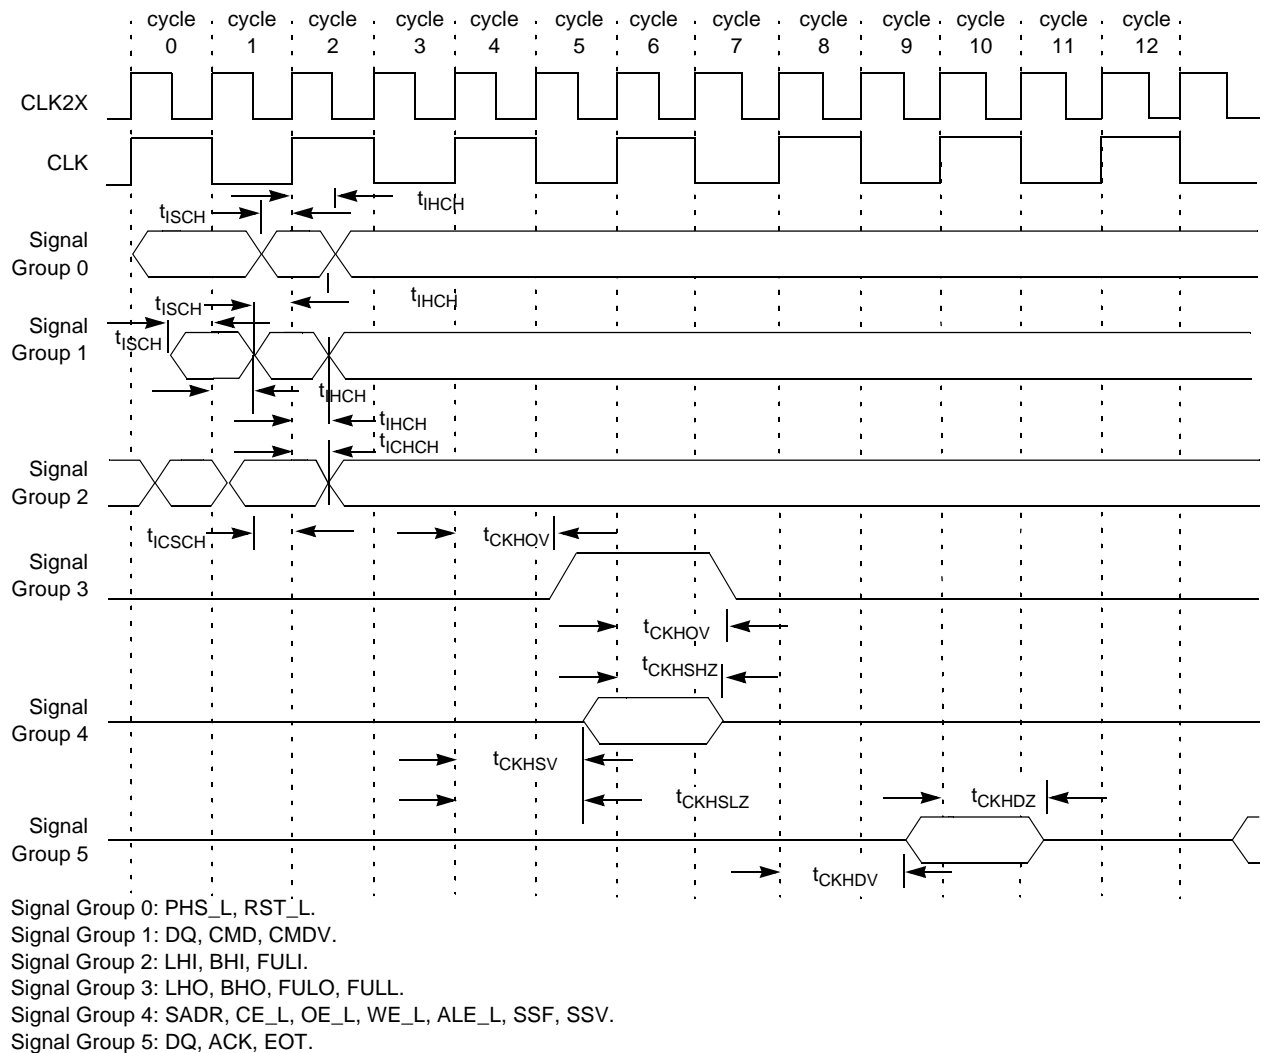 cycle cycle cycle cycle cycle cycle cycle cycle cycle cycle cycle cycle cycle
0 1 2 3 4 5 6 7 8 9 10 11 12
CLK2X
CLK
tIHCH
tISCH
Signal
Group 0
tISCH
tIHCH
Signal
Group 1
tISCH
tIHCH
tIHCH
tICHCH
Signal
Group 2
tICSCH
tCKHOV
Signal
Group 3
tCKHOV
tCKHSHZ
Signal
Group 4
tCKHSV
tCKHSLZ
tCKHDZ
Signal
Group 5
tCKHDV
Signal Group 0: PHS_L, RST_L.
Signal Group 1: DQ, CMD, CMDV.
Signal Group 2: LHI, BHI, FULI.
Signal Group 3: LHO, BHO, FULO, FULL.
Signal Group 4: SADR, CE_L, OE_L, WE_L, ALE_L, SSF, SSV.
Signal Group 5: DQ, ACK, EOT.